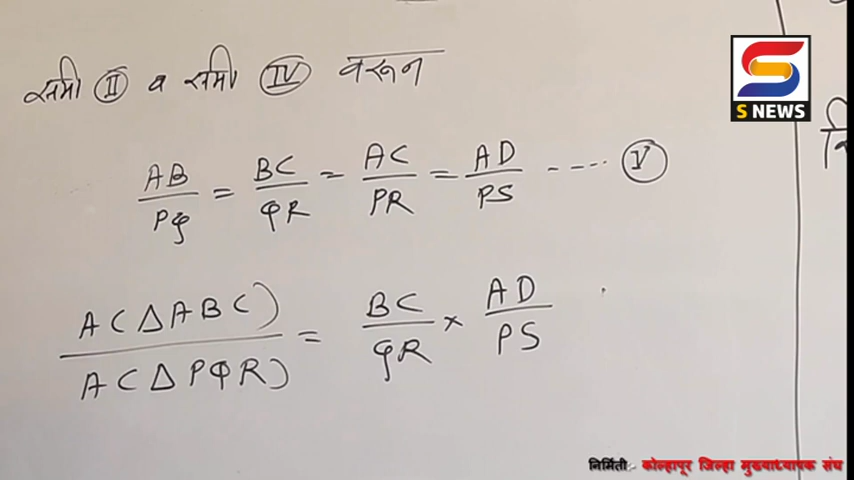 S NEWS
समी II व समी IV वरून
AB/PQ = BC/QR = AC/PR = AD/PS ---- V
A(ΔABC)/A(ΔPQR) = BC/QR × AD/PS
निर्मिती:- कोल्हापूर जिल्हा मुख्याध्यापक संघ